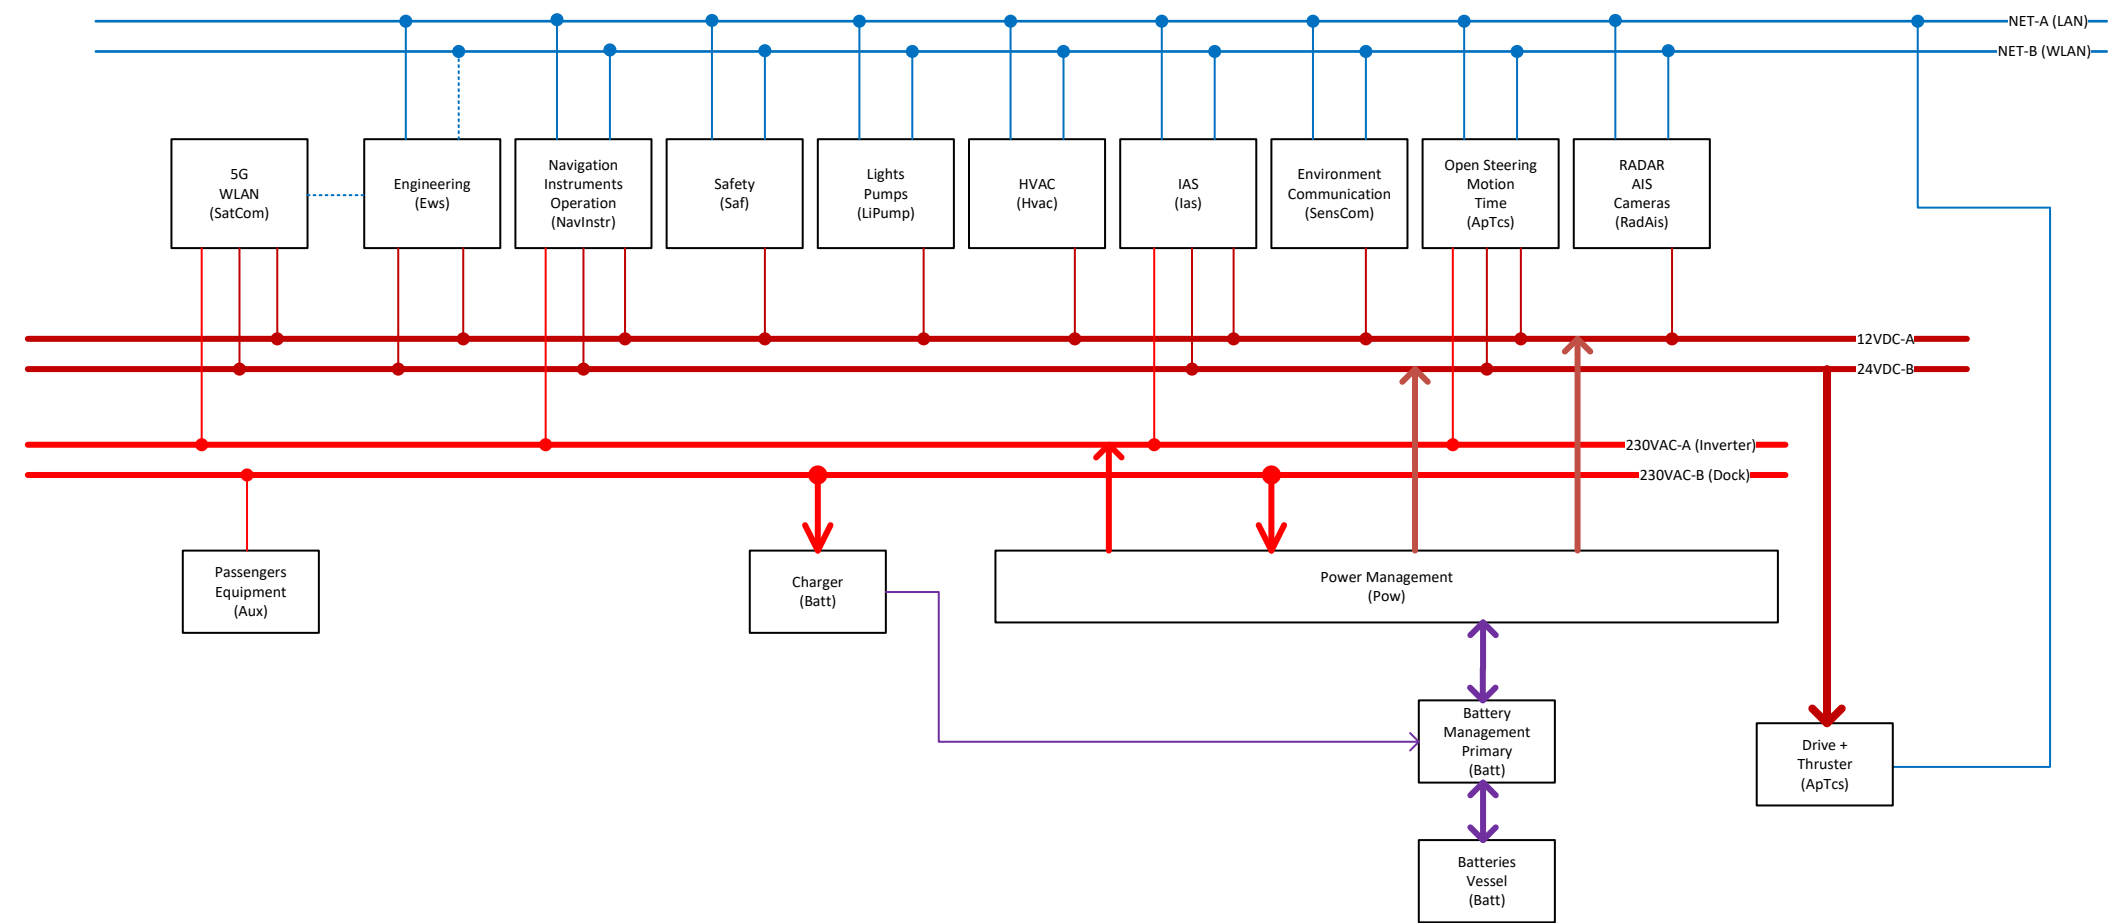 NET-A (LAN)
NET-B (WLAN)
5G
WLAN
(SatCom)
Engineering
(Ews)
Navigation
Instruments
Operation
(NavInstr)
Safety
(Saf)
Lights
Pumps
(LiPump)
HVAC
(Hvac)
IAS
(Ias)
Environment
Communication
(SensCom)
Open Steering
Motion
Time
(ApTcs)
RADAR
AIS
Cameras
(RadAis)
12VDC-A
24VDC-B
230VAC-A (Inverter)
230VAC-B (Dock)
Passengers
Equipment
(Aux)
Charger
(Batt)
Power Management
(Pow)
Battery
Management
Primary
(Batt)
Drive +
Thruster
(ApTcs)
Batteries
Vessel
(Batt)